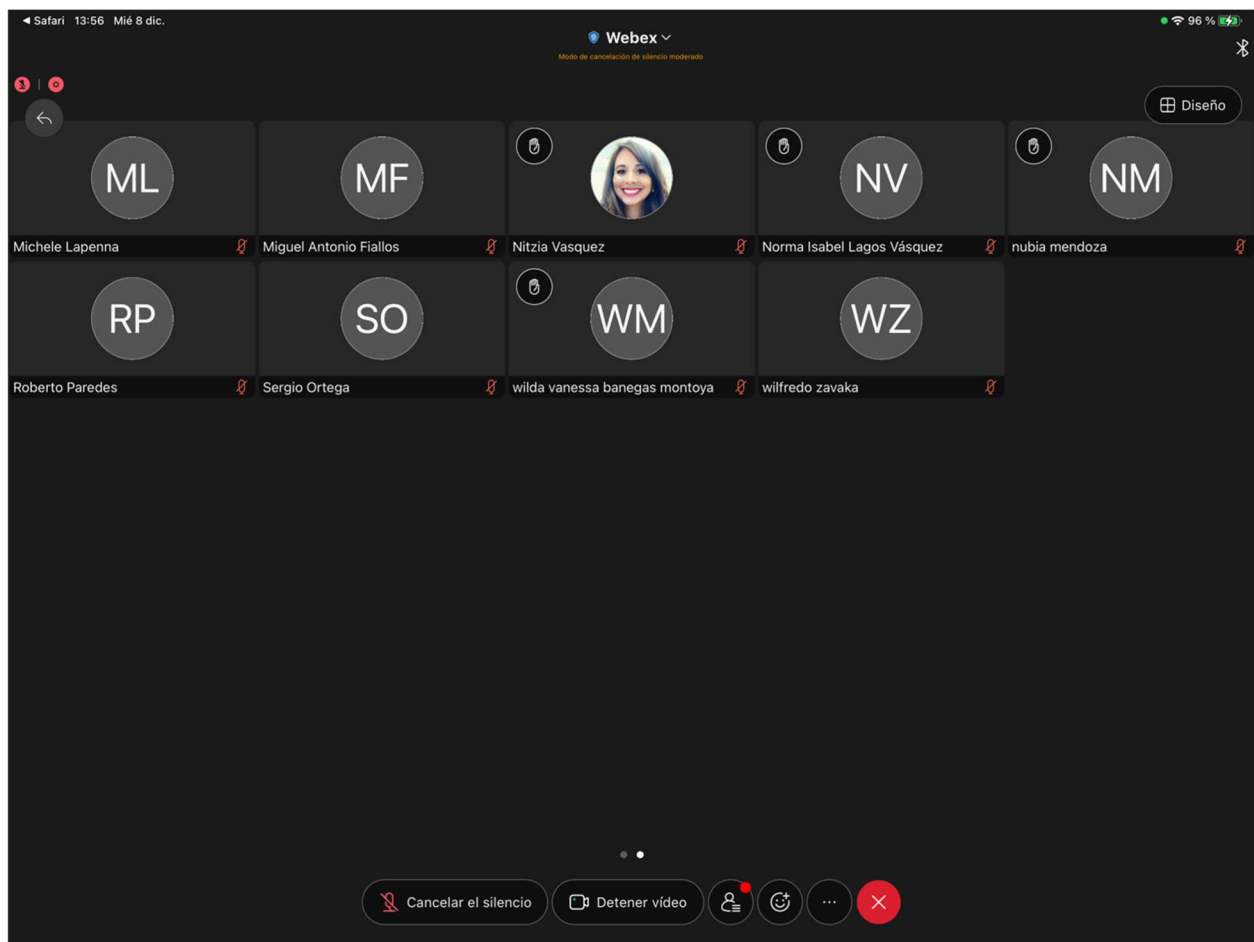 Safari 13:56 Mié 8 dic.
96 %
Webex
Modo de cancelación de silencio moderado
Diseño
ML
MF
NV
NM
Michele Lapenna
Miguel Antonio Fiallos
Nitzia Vasquez
Norma Isabel Lagos Vásquez
nubia mendoza
RP
SO
WM
WZ
Roberto Paredes
Sergio Ortega
wilda vanessa banegas montoya
wilfredo zavaka
Cancelar el silencio
Detener vídeo